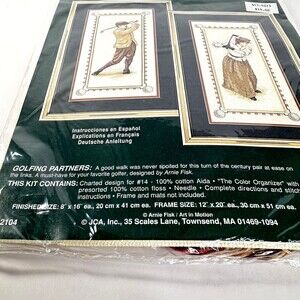 Instrucciones en Español
Explications en Français
Deutsche Anleitung
GOLFING PARTNERS: A good walk was never spoiled for this turn of the century pair at ease on
the links. A must-have for your favorite golfer, designed by Arnie Fisk.
THIS KIT CONTAINS: Charted design for #14 - 100% cotton Aida • "The Color Organizer" with
presorted 100% cotton floss • Needle • Complete directions and stitch
instructions • Frame and mats not included.
FINISHED SIZE: 8" x 16" ea., 20 cm x 41 cm ea. FRAME SIZE: 12" x 20" ea., 30 cm x 51 cm ea.
© Arnie Fisk / Art in Motion
2104
© JCA, Inc., 35 Scales Lane, Townsend, MA 01469-1094